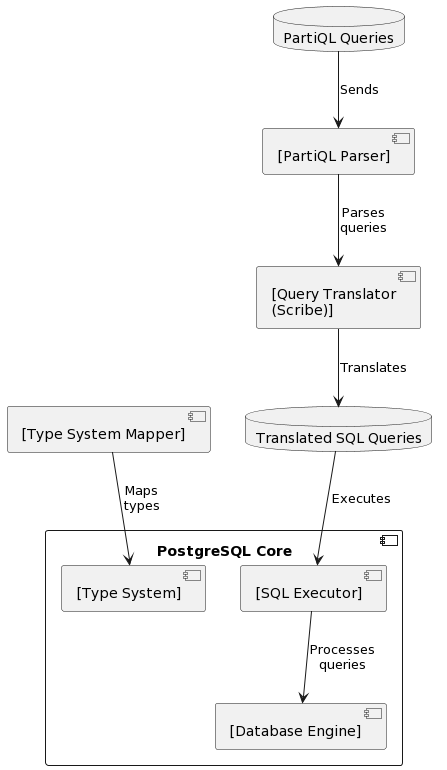 PartiQL Queries
Sends
[PartiQL Parser]
Parses
queries
[Query Translator
(Scribe)]
Translates
[Type System Mapper]
Translated SQL Queries
Maps
types
Executes
PostgreSQL Core
[Type System]
[SQL Executor]
Processes
queries
[Database Engine]